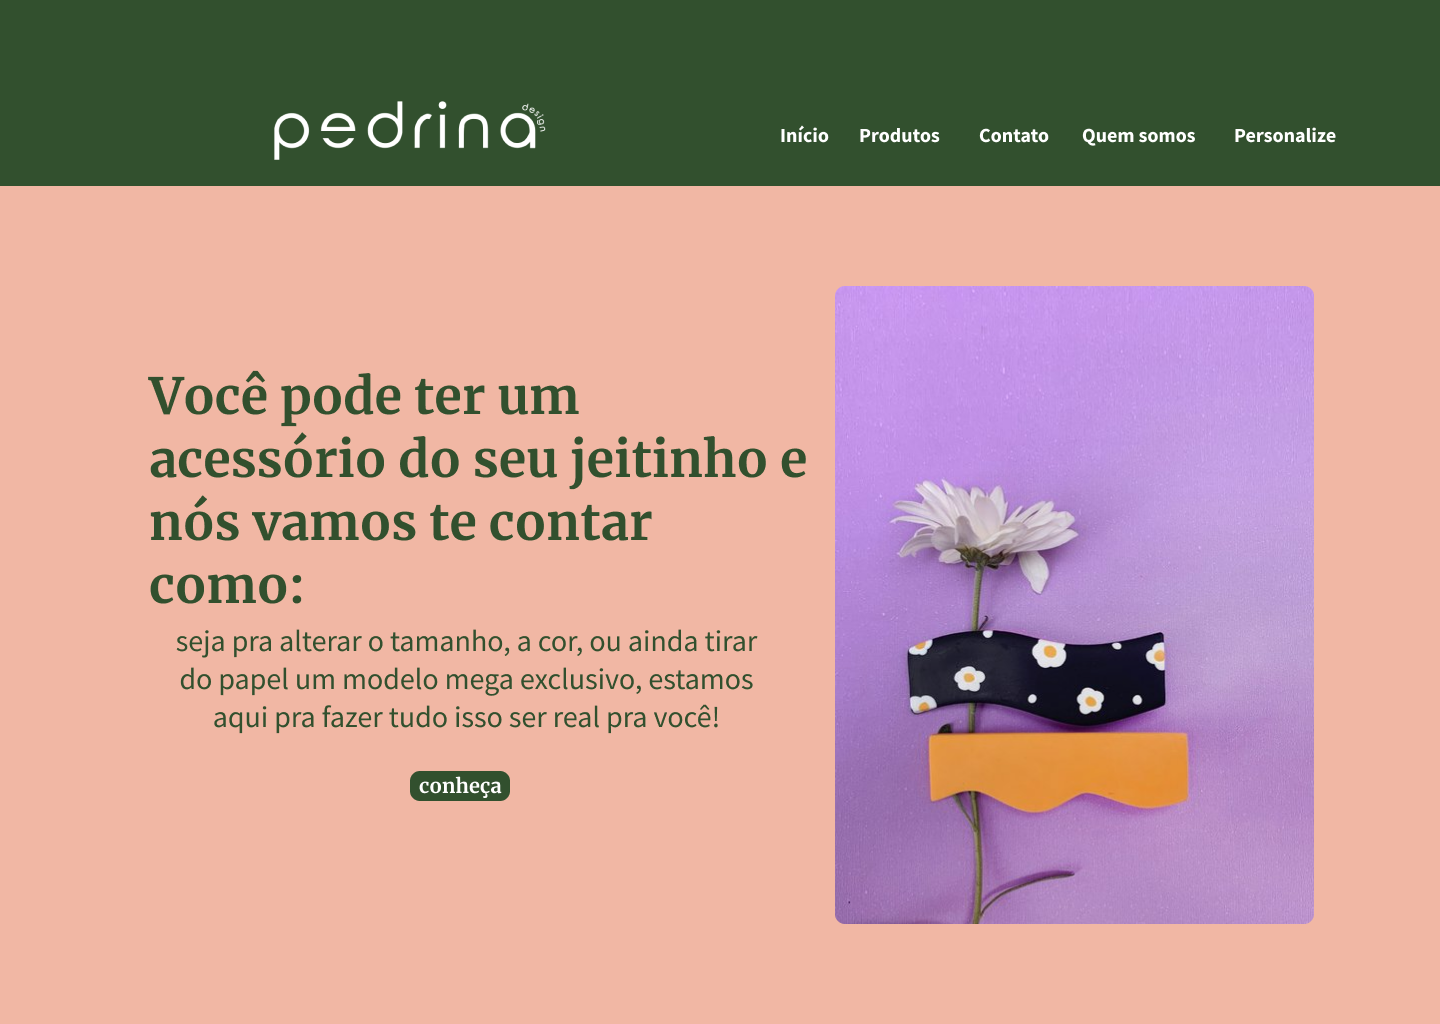 pedrina
design
Início Produtos Contato Quem somos Personalize
Você pode ter um
acessório do seu jeitinho e
nós vamos te contar
como:
seja pra alterar o tamanho, a cor, ou ainda tirar
do papel um modelo mega exclusivo, estamos
aqui pra fazer tudo isso ser real pra você!
conheça